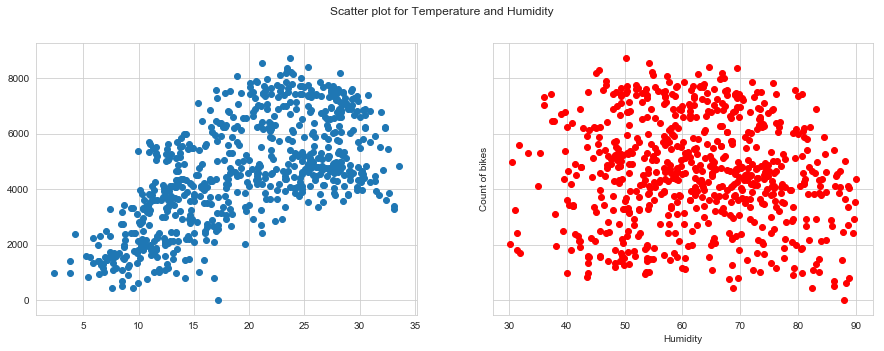 Scatter plot for Temperature and Humidity
8000
6000
4000
2000
0
5 10 15 20 25 30 35
Count of bikes
30 40 50 60 70 80 90
Humidity